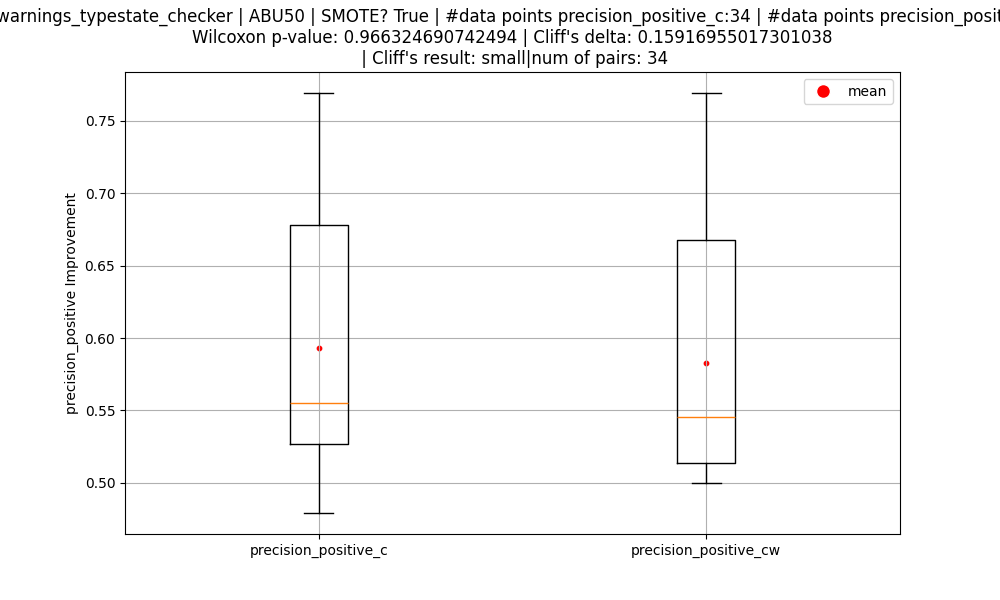 warnings_typestate_checker | ABU50 | SMOTE? True | #data points precision_positive_c:34 | #data points
Wilcoxon p-value: 0.966324690742494 | Cliff's delta: 0.15916955017301038
| Cliff's result: small|num of pairs: 34
mean
0.75
0.70
0.65
0.60
0.55
0.50
precision_positive Improvement
precision_positive_c
precision_positive_cw